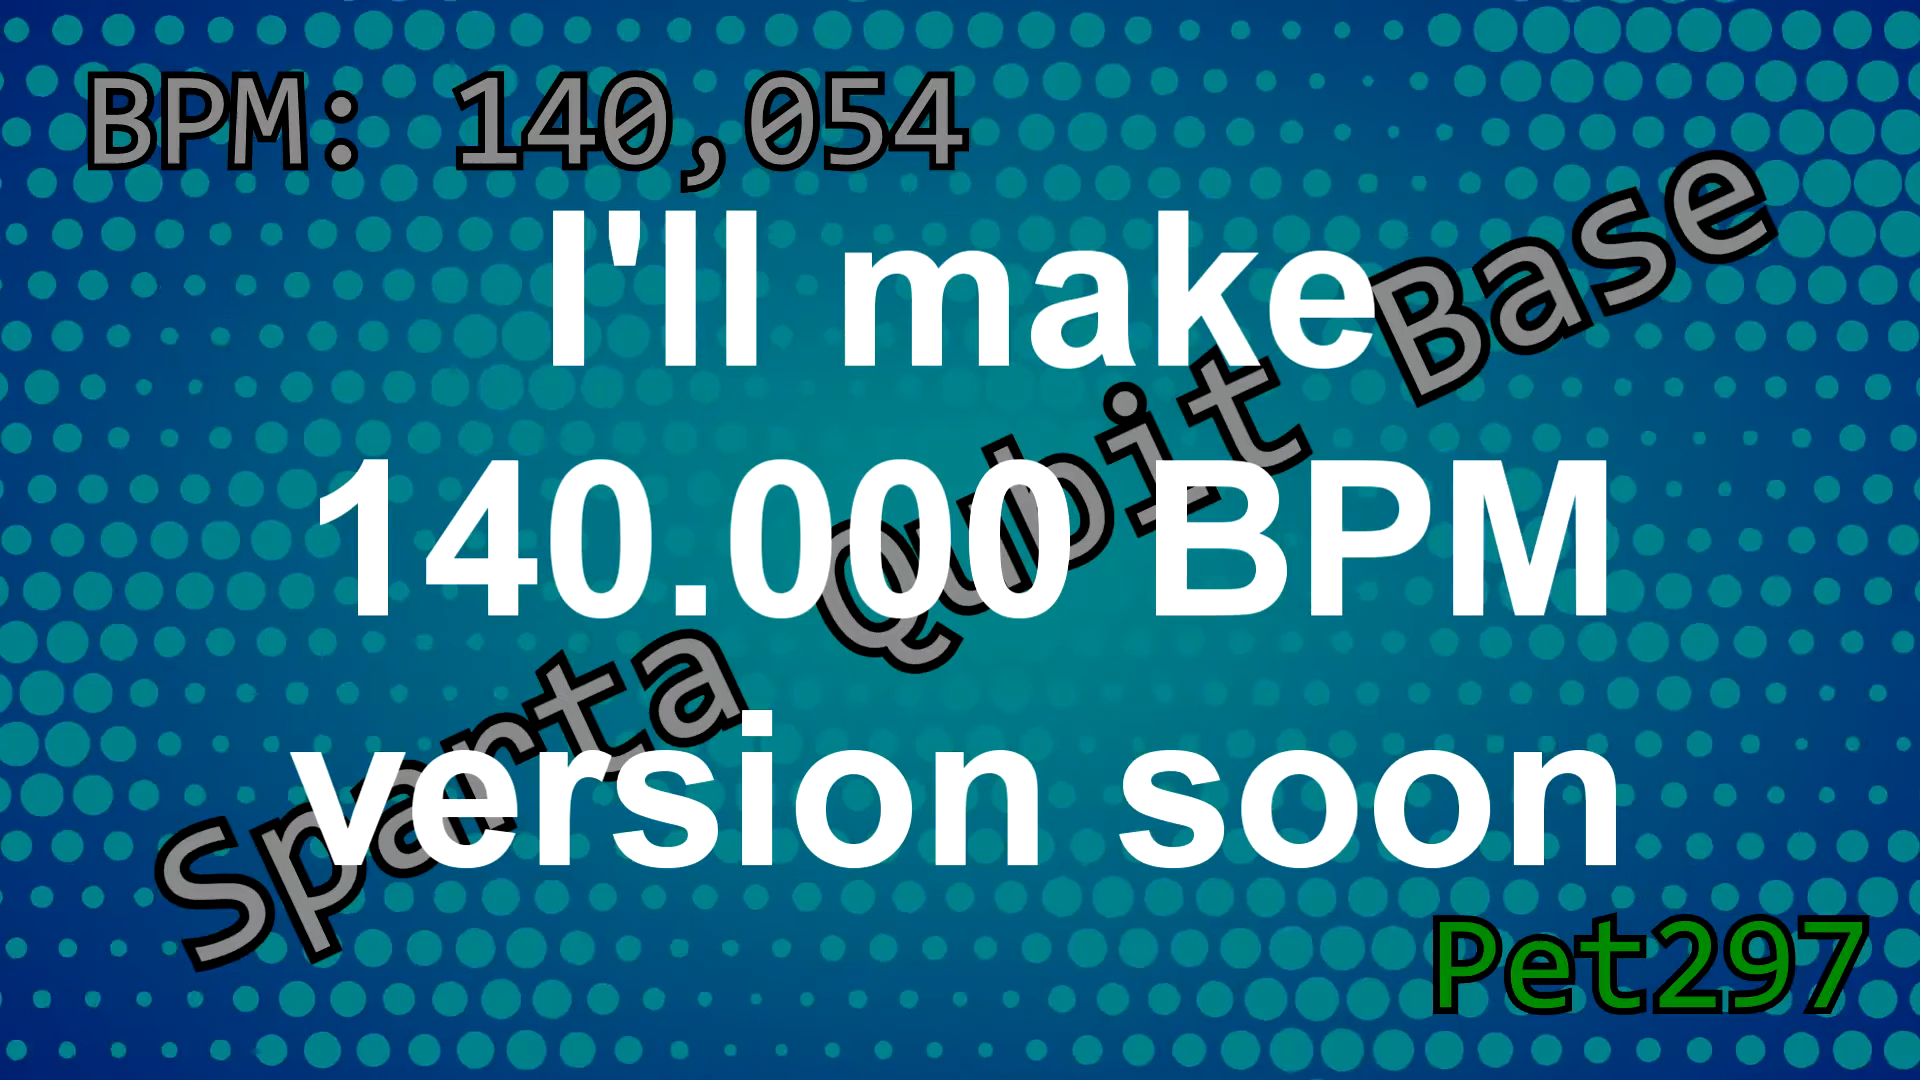 BPM: 140,054
I'll make
140.000 BPM
version soon
Sparta Qubit Base
Pet297